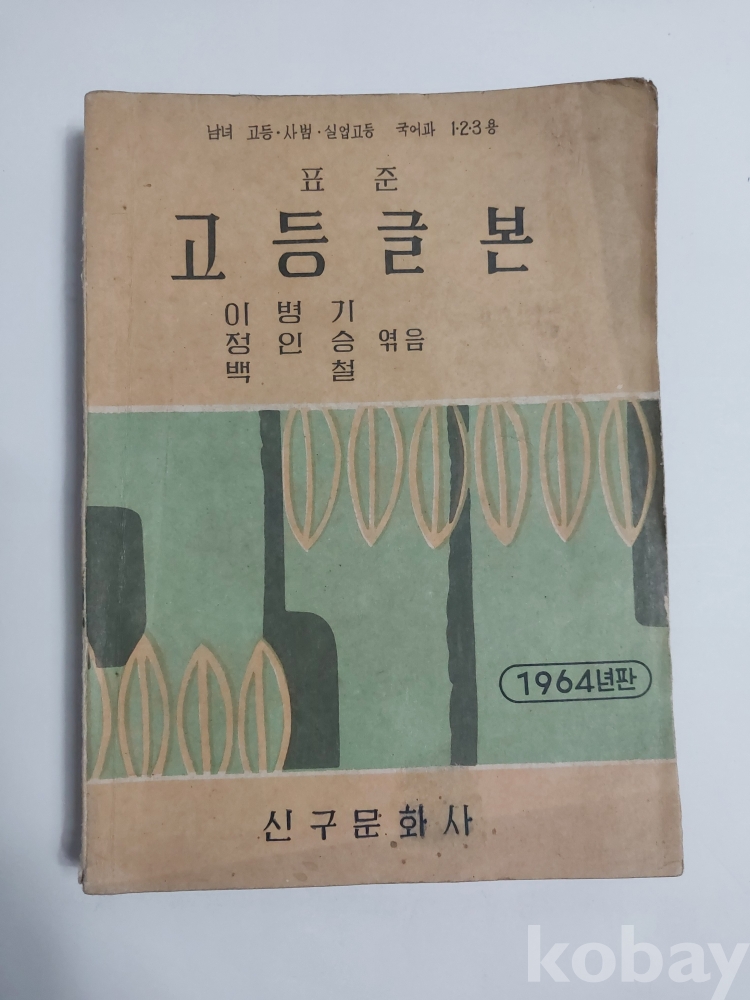 남녀 고등·사범·실업고등 국어과 1·2·3용
표준
고등글본
이병기
정인승 엮음
백철
1964년판
신구문화사
kobay